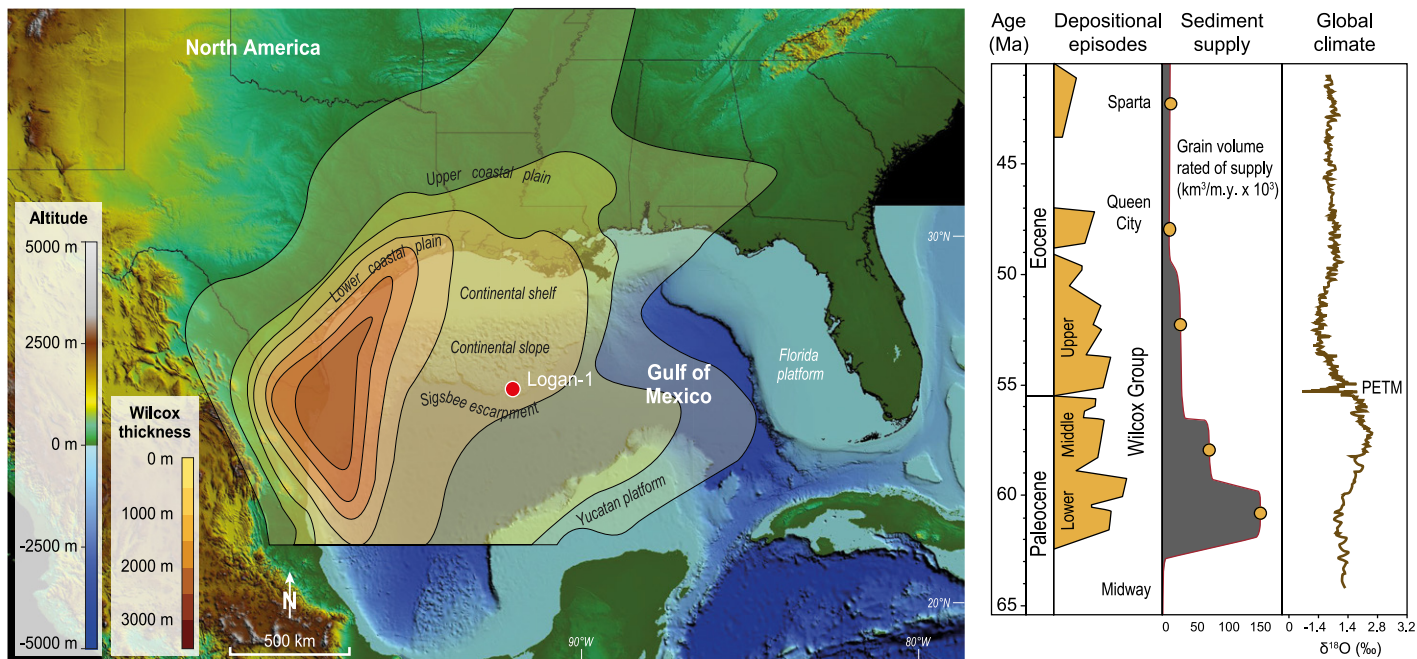 North America
Upper coastal plain
Lower coastal plain
Continental shelf
Continental slope
Logan-1
Sigsbee escarpment
Gulf of
Mexico
Florida
platform
Yucatan platform
30°N
20°N
90°W
80°W
N
500 km
Altitude
5000 m
2500 m
0 m
-2500 m
-5000 m
Wilcox
thickness
0 m
1000 m
2000 m
3000 m
Age
(Ma)
Depositional
episodes
Sediment
supply
Global
climate
45
50
55
60
65
Eocene
Paleocene
Upper
Middle
Lower
Sparta
Queen
City
Wilcox Group
Midway
Grain volume
rated of supply
(km³/m.y. x 10³)
PETM
0 50 100 150
0 -1.4 1.4 3.2
δ¹⁸O (‰)